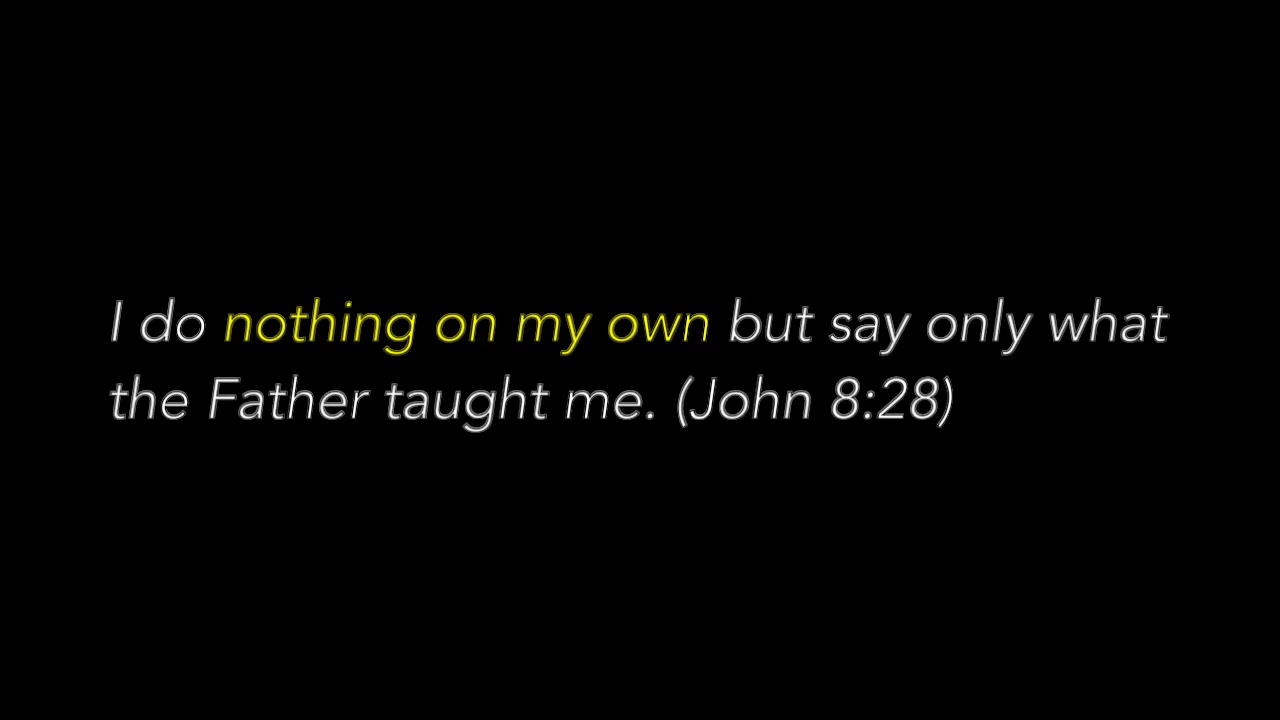 I do nothing on my own but say only what
the Father taught me. (John 8:28)